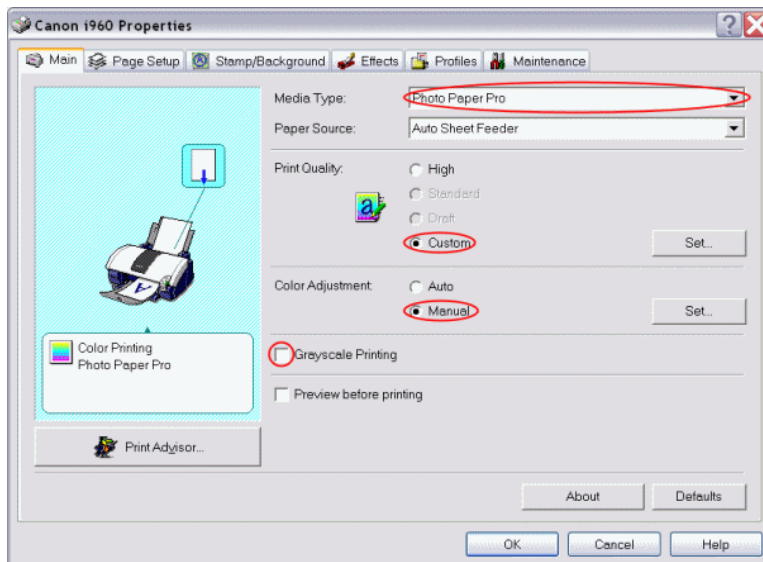 Canon i960 Properties
Main Page Setup Stamp/Background Effects Profiles Maintenance
Media Type: Photo Paper Pro
Paper Source: Auto Sheet Feeder
Print Quality: High
Standard
Draft
Custom Set...
Color Adjustment: Auto
Manual Set...
Color Printing
Photo Paper Pro
Grayscale Printing
Preview before printing
Print Advisor...
About Defaults
OK Cancel Help